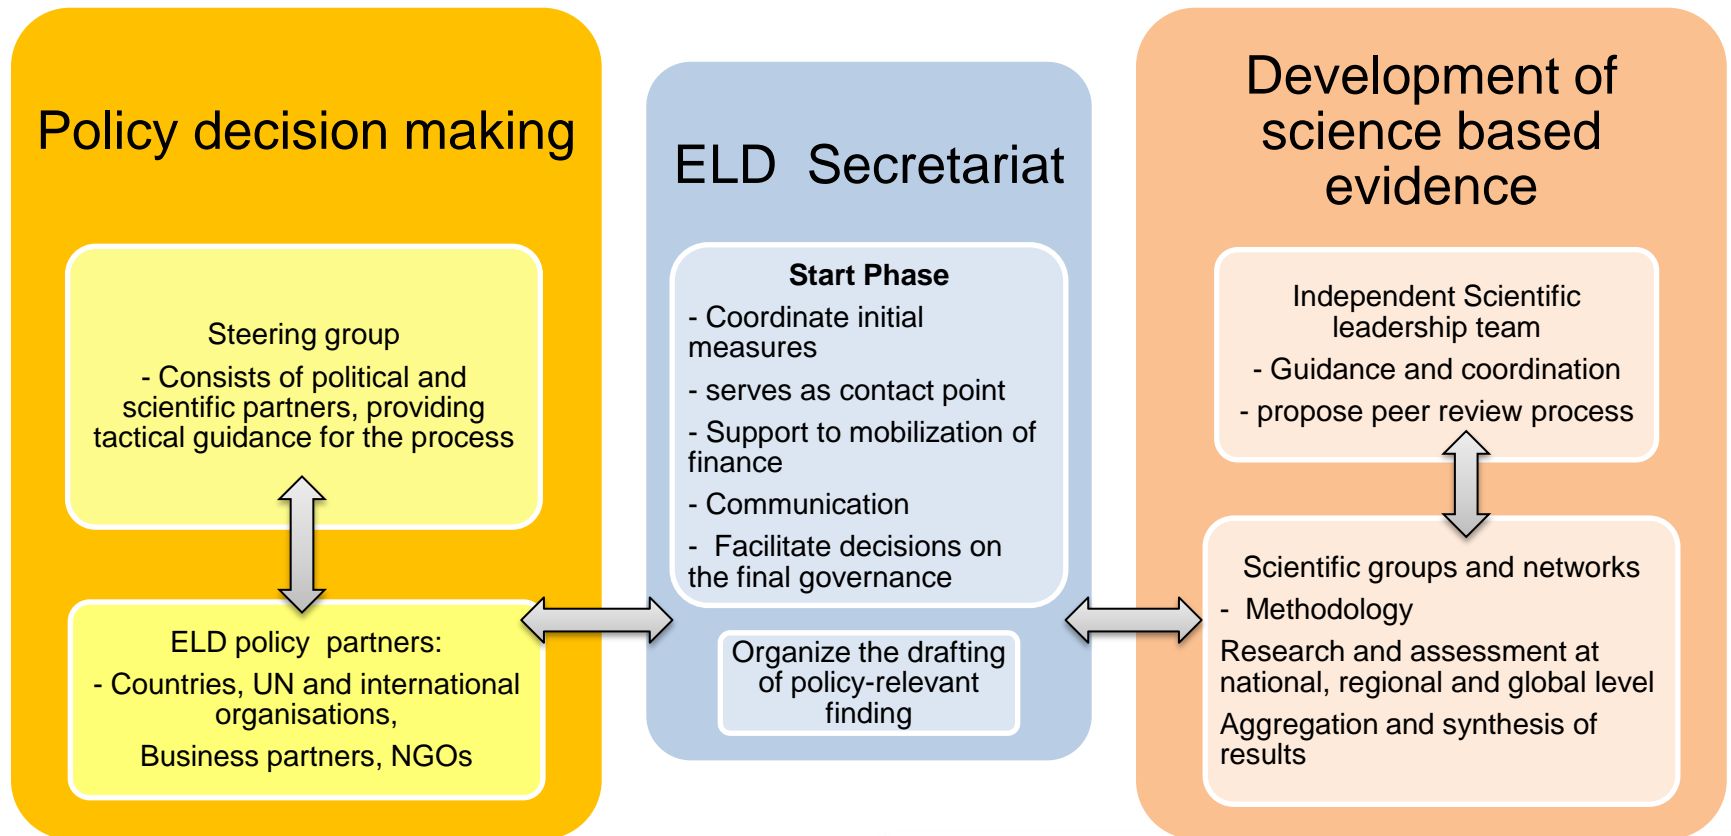 Policy decision making
Steering group
- Consists of political and
scientific partners, providing
tactical guidance for the process
ELD policy partners:
- Countries, UN and international
organisations,
Business partners, NGOs
ELD Secretariat
Start Phase
- Coordinate initial
measures
- serves as contact point
- Support to mobilization of
finance
- Communication
- Facilitate decisions on
the final governance
Organize the drafting
of policy-relevant
finding
Development of
science based
evidence
Independent Scientific
leadership team
- Guidance and coordination
- propose peer review process
Scientific groups and networks
- Methodology
Research and assessment at
national, regional and global level
Aggregation and synthesis of
results